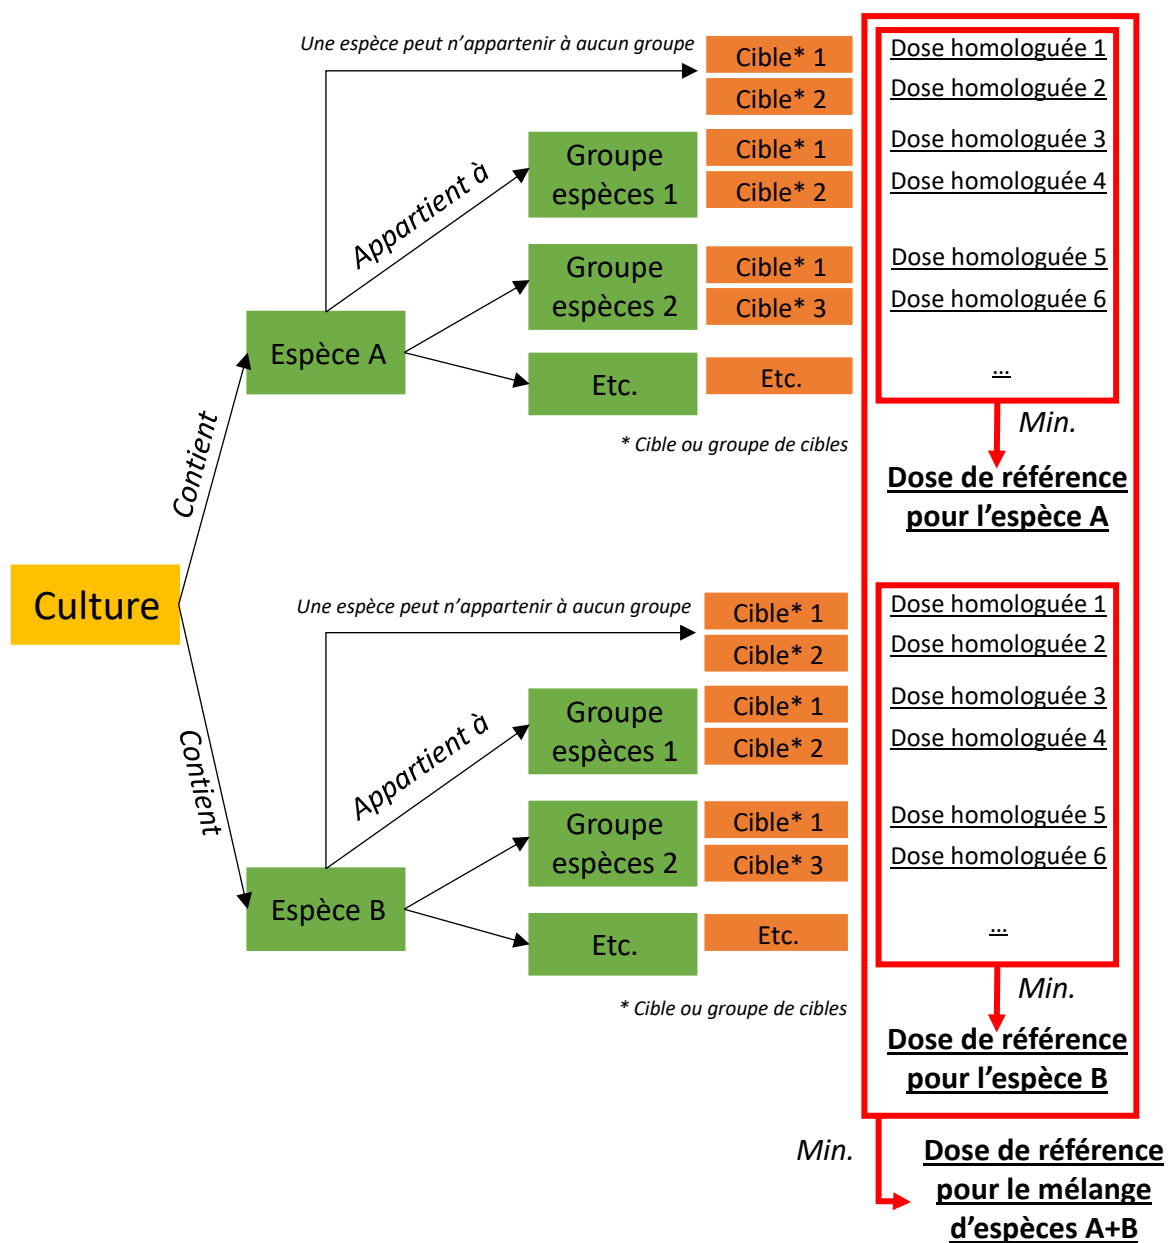 Une espèce peut n'appartenir à aucun groupe
Cible* 1
Dose homologuée 1
Cible* 2
Dose homologuée 2
Appartient à
Groupe
espèces 1
Cible* 1
Dose homologuée 3
Cible* 2
Dose homologuée 4
Groupe
espèces 2
Cible* 1
Dose homologuée 5
Cible* 3
Dose homologuée 6
Espèce A
Etc.
Etc.
...
* Cible ou groupe de cibles
Min.
Dose de référence
pour l'espèce A
Contient
Culture
Contient
Une espèce peut n'appartenir à aucun groupe
Cible* 1
Dose homologuée 1
Cible* 2
Dose homologuée 2
Appartient à
Groupe
espèces 1
Cible* 1
Dose homologuée 3
Cible* 2
Dose homologuée 4
Groupe
espèces 2
Cible* 1
Dose homologuée 5
Cible* 3
Dose homologuée 6
Espèce B
Etc.
Etc.
...
* Cible ou groupe de cibles
Min.
Dose de référence
pour l'espèce B
Min.
Dose de référence
pour le mélange
d'espèces A+B